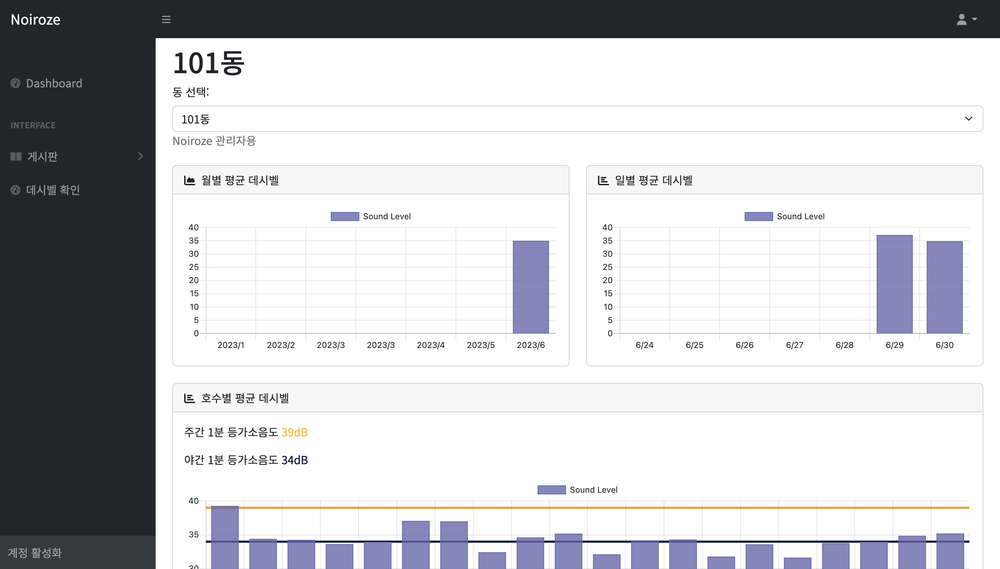 Noiroze
Dashboard
INTERFACE
게시판
데시벨 확인
계정 활성화
101동
동 선택:
101동
Noiroze 관리자용
월별 평균 데시벨
Sound Level
40
35
30
25
20
15
10
5
0
2023/1 2023/2 2023/3 2023/3 2023/4 2023/5 2023/6
일별 평균 데시벨
Sound Level
40
35
30
25
20
15
10
5
0
6/24 6/25 6/26 6/27 6/28 6/29 6/30
호수별 평균 데시벨
주간 1분 등가소음도 39dB
야간 1분 등가소음도 34dB
Sound Level
40
35
30